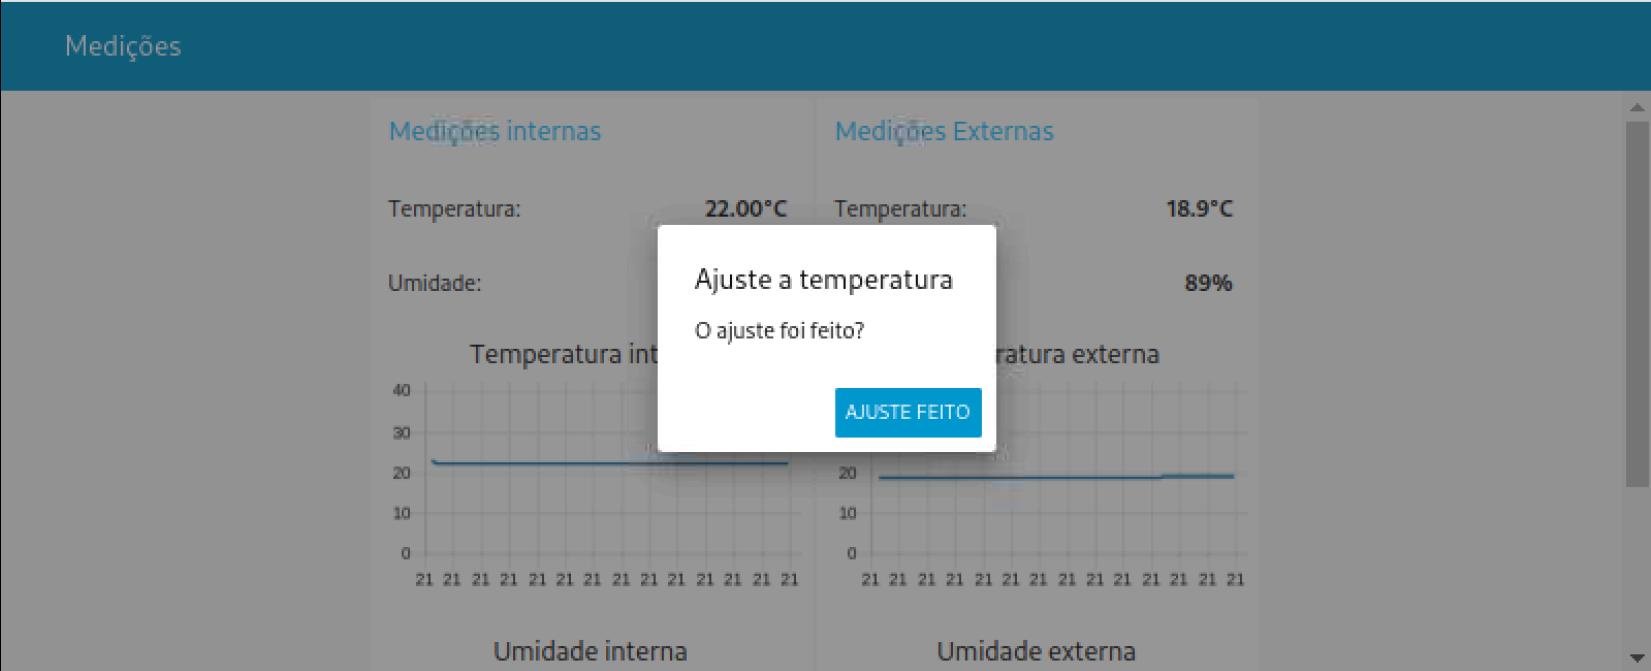 Medições
Medições internas
Temperatura: 22.00°C
Umidade:
Temperatura int
40
30
20
10
0
21 21 21 21 21 21 21 21 21 21 21 21 21 21
Umidade interna
Medições Externas
Temperatura: 18.9°C
89%
ratura externa
20
10
0
21 21 21 21 21 21 21 21 21 21 21 21 21 21
Umidade externa
Ajuste a temperatura
O ajuste foi feito?
AJUSTE FEITO